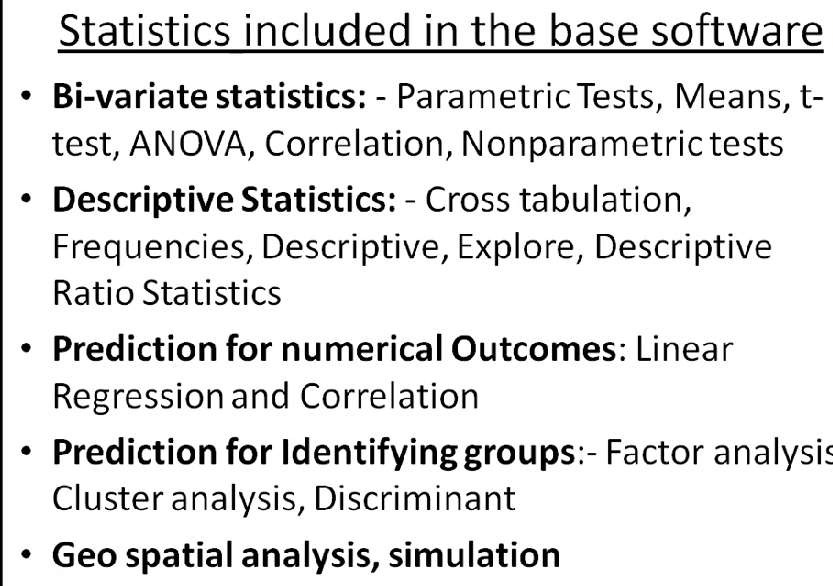 Statistics included in the base software
• Bi-variate statistics: - Parametric Tests, Means, t-
test, ANOVA, Correlation, Nonparametric tests
• Descriptive Statistics: - Cross tabulation,
Frequencies, Descriptive, Explore, Descriptive
Ratio Statistics
• Prediction for numerical Outcomes: Linear
Regression and Correlation
• Prediction for Identifying groups:- Factor analysis
Cluster analysis, Discriminant
• Geo spatial analysis, simulation